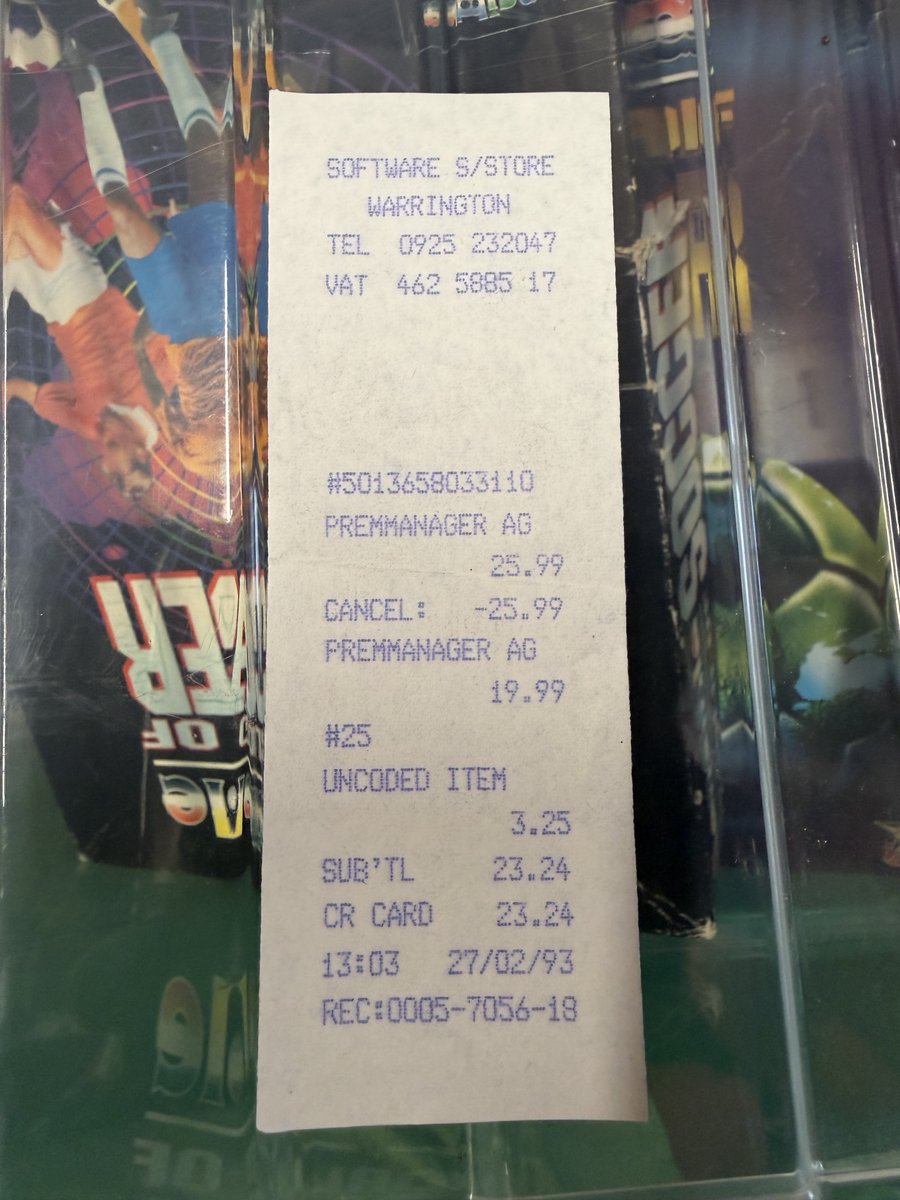 SOFTWARE S/STORE
WARRINGTON
TEL 0925 232047
VAT 462 5885 17
#5013658033110
PREMMANAGER AG
25.99
CANCEL: -25.99
PREMMANAGER AG
19.99
#25
UNCODED ITEM
3.25
SUB'TL 23.24
CR CARD 23.24
13:03 27/02/93
REC:0005-7056-18
OF
OF